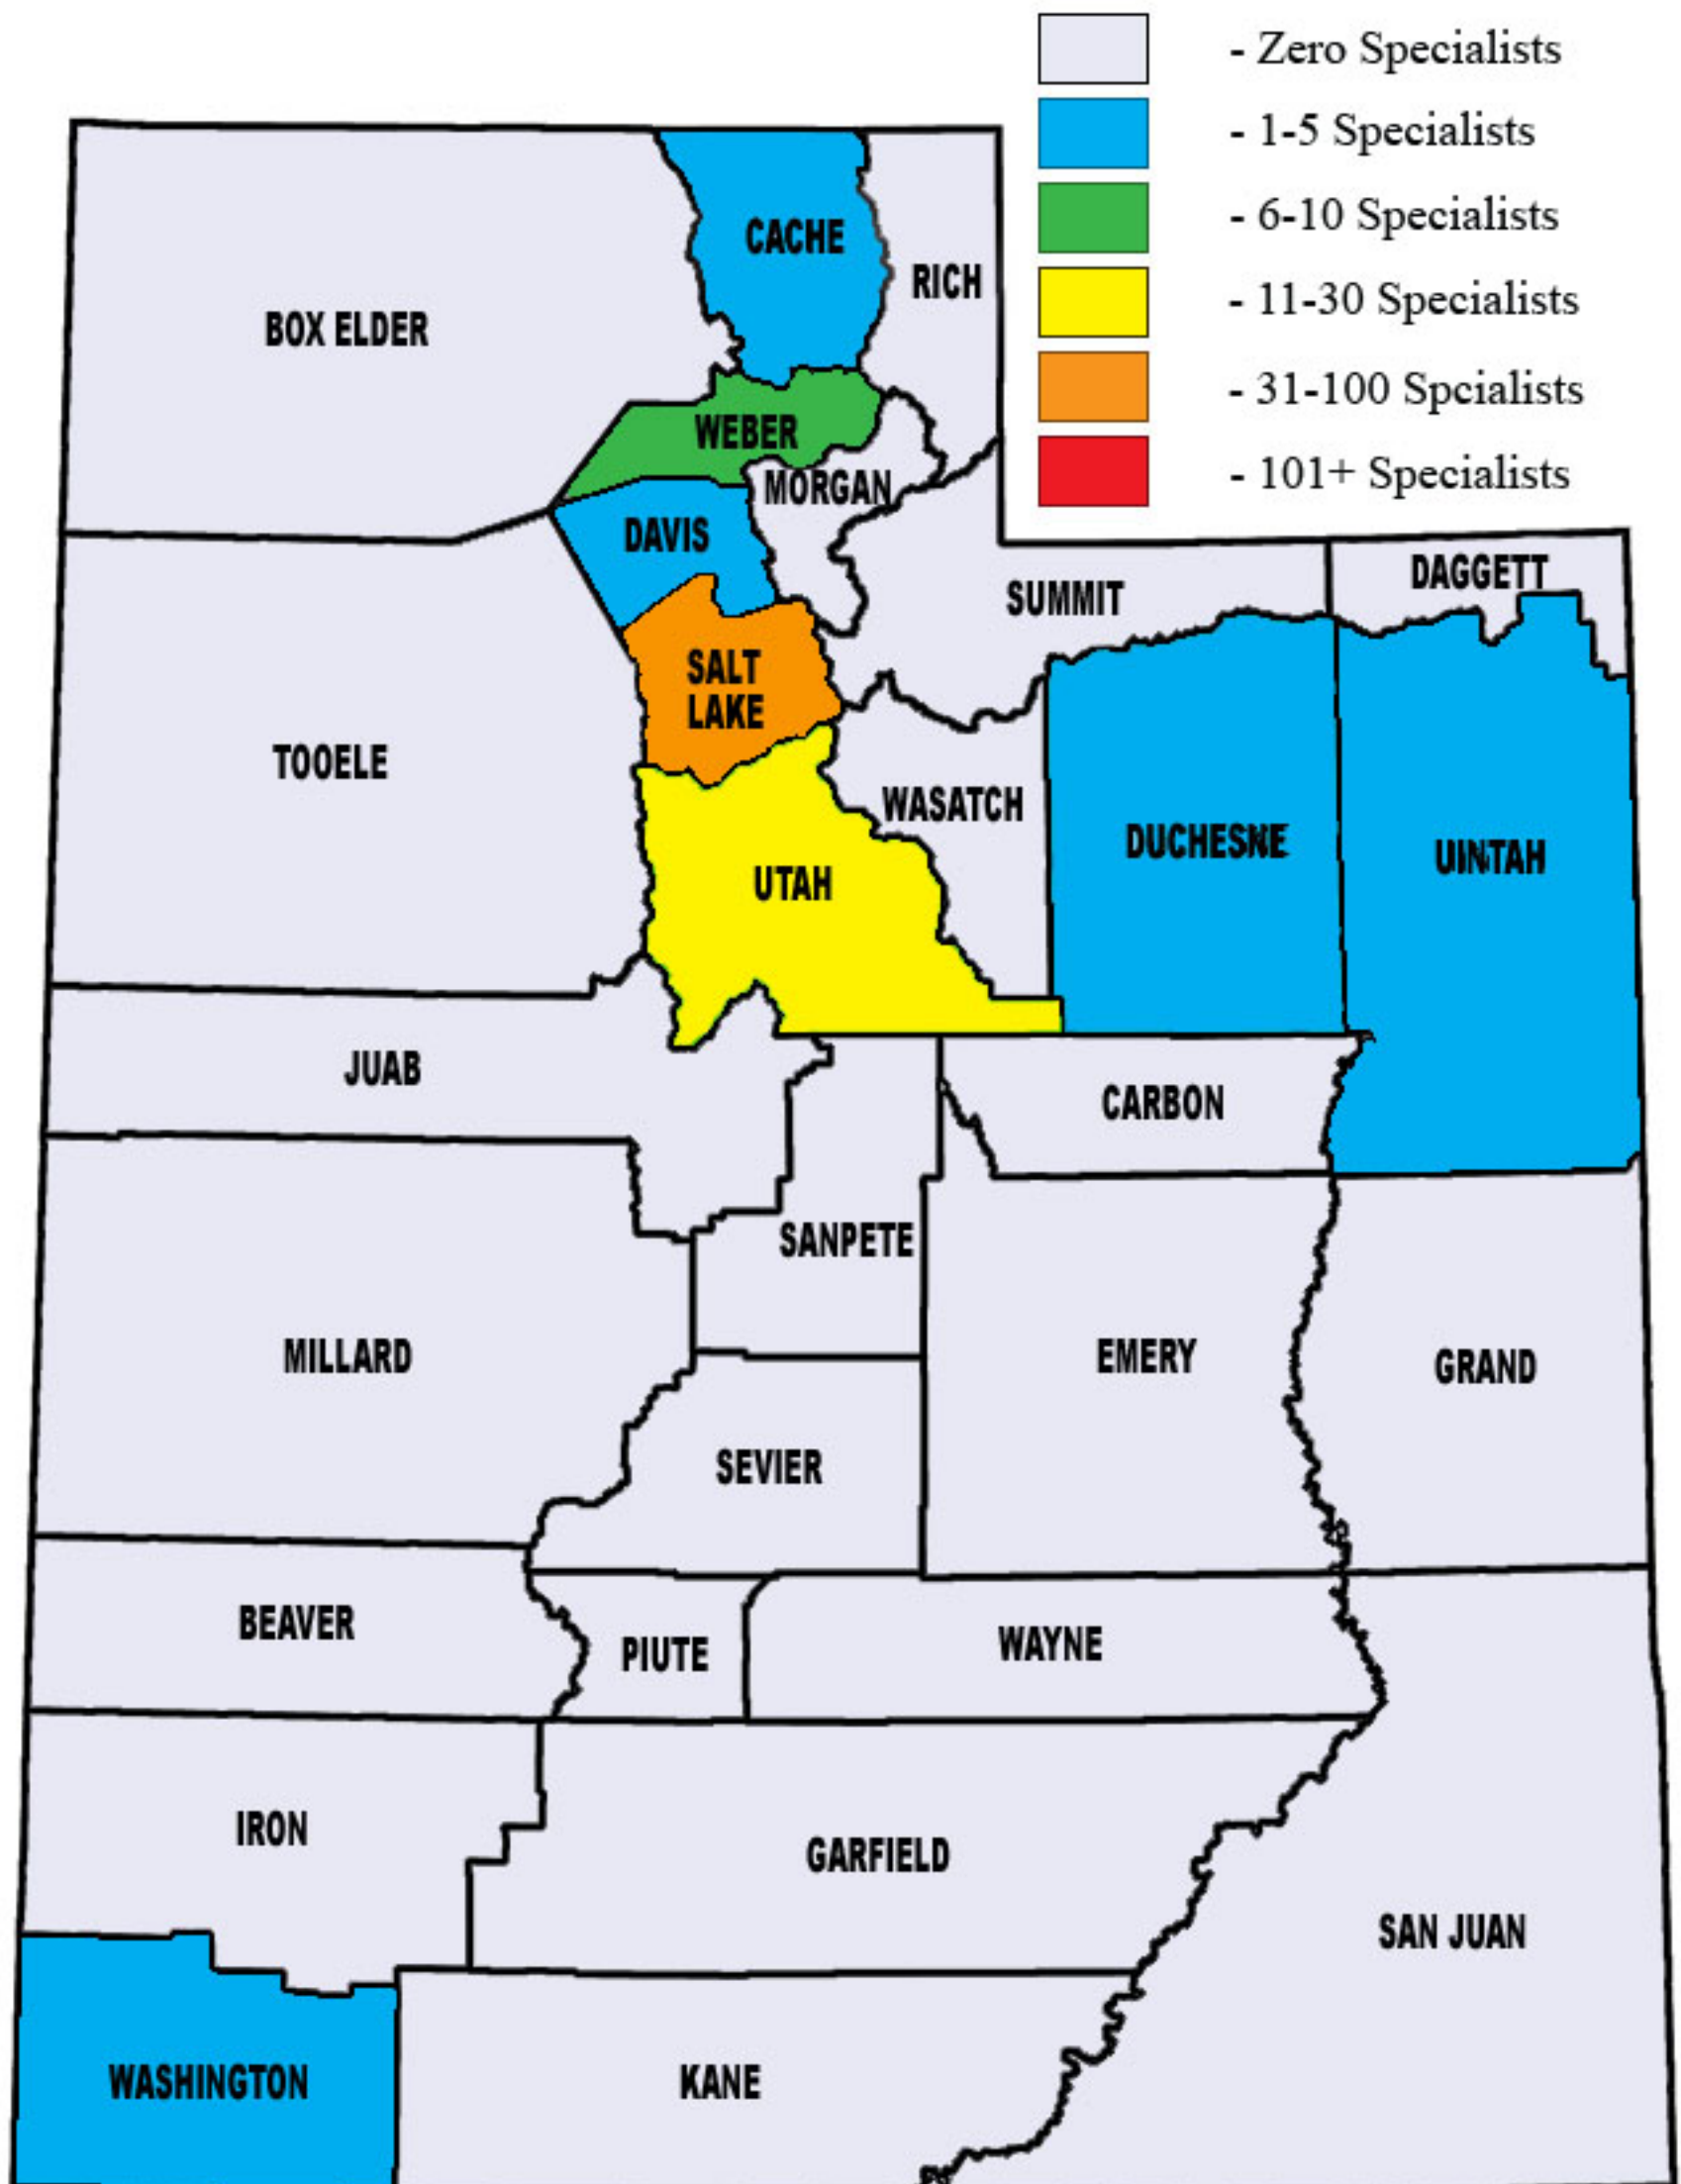 - Zero Specialists
- 1-5 Specialists
- 6-10 Specialists
- 11-30 Specialists
- 31-100 Spcialists
- 101+ Specialists
CACHE
RICH
BOX ELDER
WEBER
MORGAN
DAVIS
DAGGETT
SUMMIT
SALT
LAKE
TOOELE
WASATCH
DUCHESNE
UINTAH
UTAH
JUAB
CARBON
SANPETE
MILLARD
EMERY
GRAND
SEVIER
BEAVER
PIUTE
WAYNE
IRON
GARFIELD
SAN JUAN
WASHINGTON
KANE